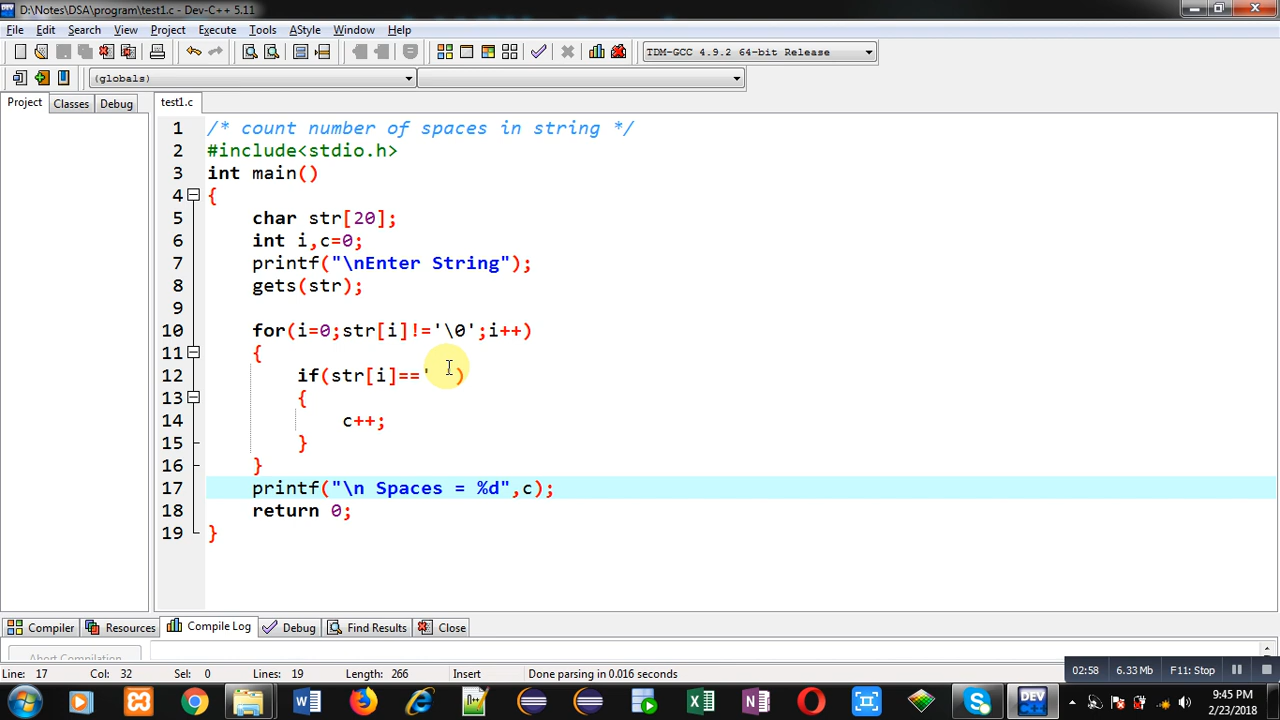 D:\Notes\DSA\program\test1.c - Dev-C++ 5.11
File Edit Search View Project Execute Tools AStyle Window Help
TDM-GCC 4.9.2 64-bit Release
(globals)
Project Classes Debug
test1.c
1 /* count number of spaces in string */
2 #include<stdio.h>
3 int main()
4 {
5 char str[20];
6 int i,c=0;
7 printf("\nEnter String");
8 gets(str);
9
10 for(i=0;str[i]!='\0';i++)
11 {
12 if(str[i]==' ')
13 {
14 c++;
15 }
16 }
17 printf("\n Spaces = %d",c);
18 return 0;
19 }
Compiler Resources Compile Log Debug Find Results Close
Abort Compilation
Line: 17 Col: 32 Sel: 0 Lines: 19 Length: 266 Insert Done parsing in 0.016 seconds
02:58 6.33 Mb F11: Stop
DEV C++
9:45 PM
2/23/2018